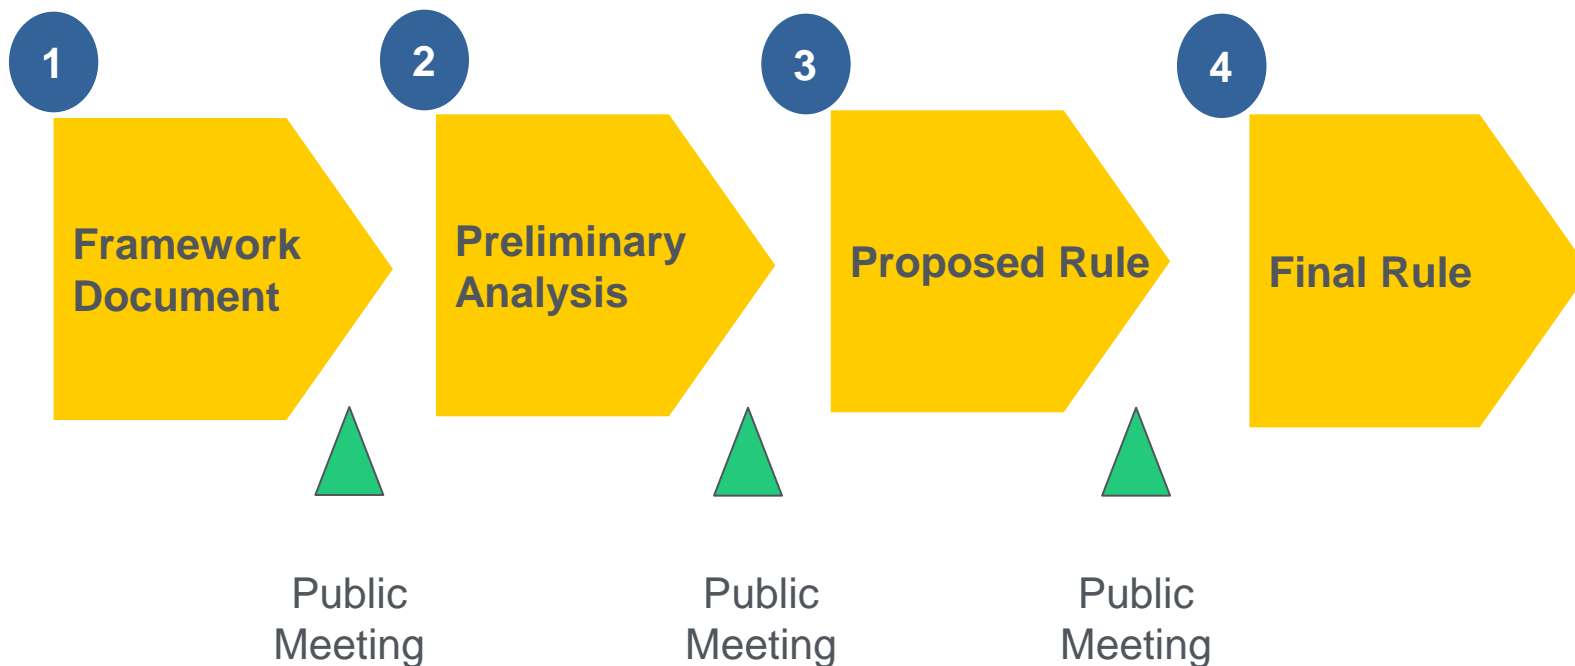 1
Framework
Document
2
Preliminary
Analysis
3
Proposed Rule
4
Final Rule
Public
Meeting
Public
Meeting
Public
Meeting